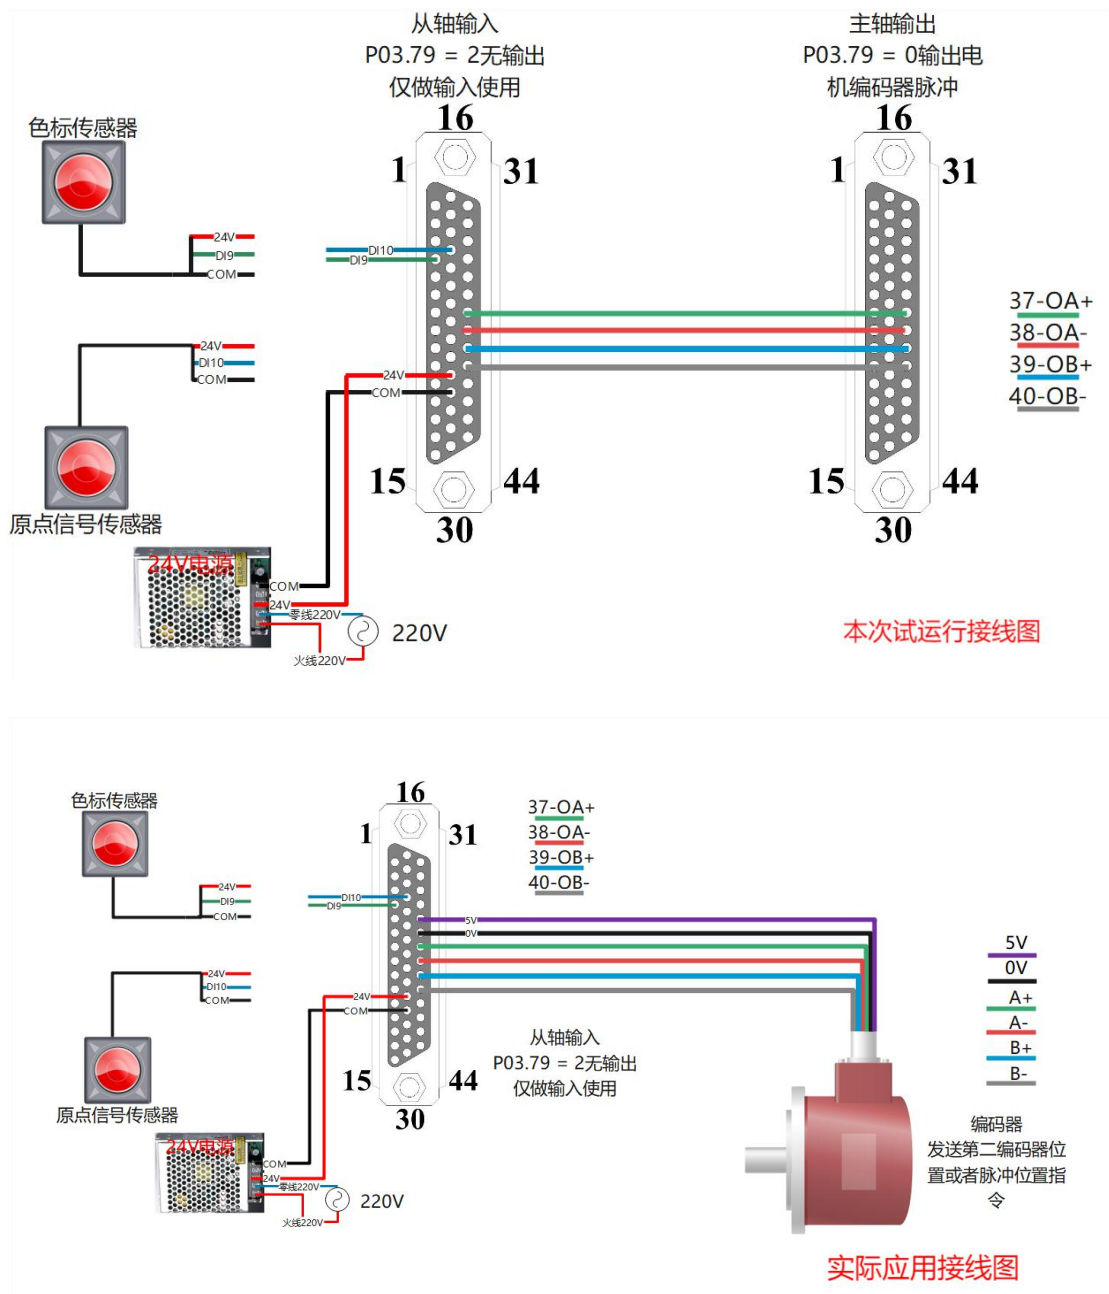 从轴输入
P03.79 = 2无输出
仅做输入使用
主轴输出
P03.79 = 0输出电
机编码器脉冲
16
16
色标传感器
1
31
1
31
24V
DI9
COM
DI10
DI9
37-OA+
38-OA-
39-OB+
40-OB-
24V
DI10
COM
24V
COM
15
44
15
44
30
30
原点信号传感器
24V电源
COM
24V
零线220V
220V
火线220V
本次试运行接线图
16
色标传感器
1
31
37-OA+
38-OA-
39-OB+
40-OB-
24V
DI9
COM
DI10
DI9
5V
0V
5V
0V
A+
A-
B+
B-
24V
DI10
COM
24V
COM
从轴输入
P03.79 = 2无输出
仅做输入使用
15
44
30
原点信号传感器
24V电源
COM
24V
零线220V
220V
火线220V
编码器
发送第二编码器位
置或者脉冲位置指
令
实际应用接线图